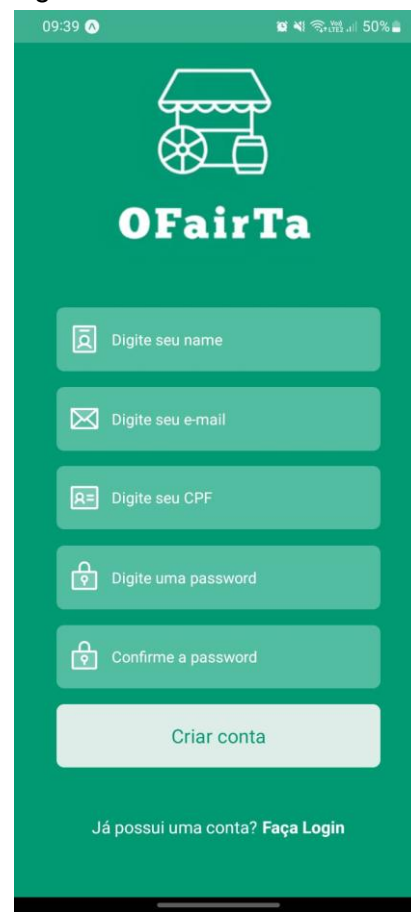 09:39 50%
OFairTa
Digite seu name
Digite seu e-mail
Digite seu CPF
Digite uma password
Confirme a password
Criar conta
Já possui uma conta? Faça Login